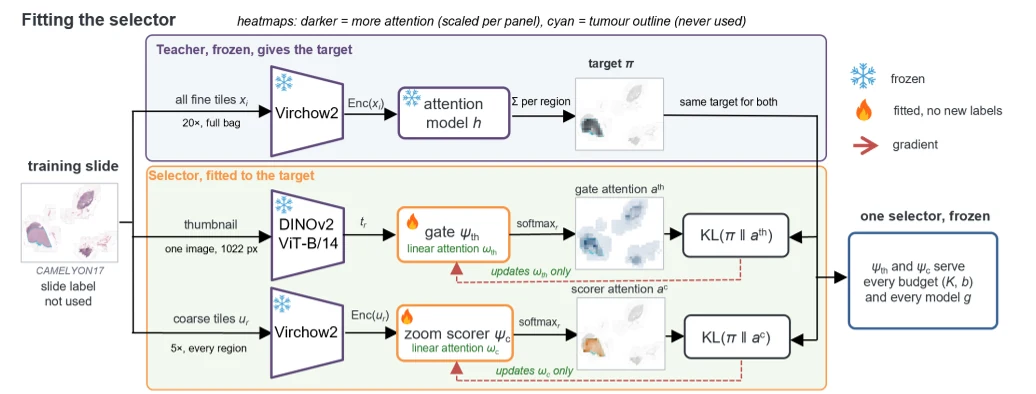 Fitting the selector
heatmaps: darker = more attention (scaled per panel), cyan = tumour outline (never used)
Teacher, frozen, gives the target
all fine tiles xᵢ
20×, full bag
Virchow2
Enc(xᵢ)
attention
model h
Σ per region
target π
same target for both
frozen
fitted, no new labels
gradient
training slide
CAMELYON17
slide label
not used
Selector, fitted to the target
thumbnail
one image, 1022 px
DINOv2
ViT-B/14
tᵣ
gate ψth
linear attention ωth
softmaxᵣ
gate attention aᵗʰ
KL(π ∥ aᵗʰ)
updates ωth only
coarse tiles uᵣ
5×, every region
Virchow2
Enc(uᵣ)
zoom scorer ψc
linear attention ωc
softmaxᵣ
scorer attention aᶜ
KL(π ∥ aᶜ)
updates ωc only
one selector, frozen
ψth and ψc serve
every budget (K, b)
and every model g